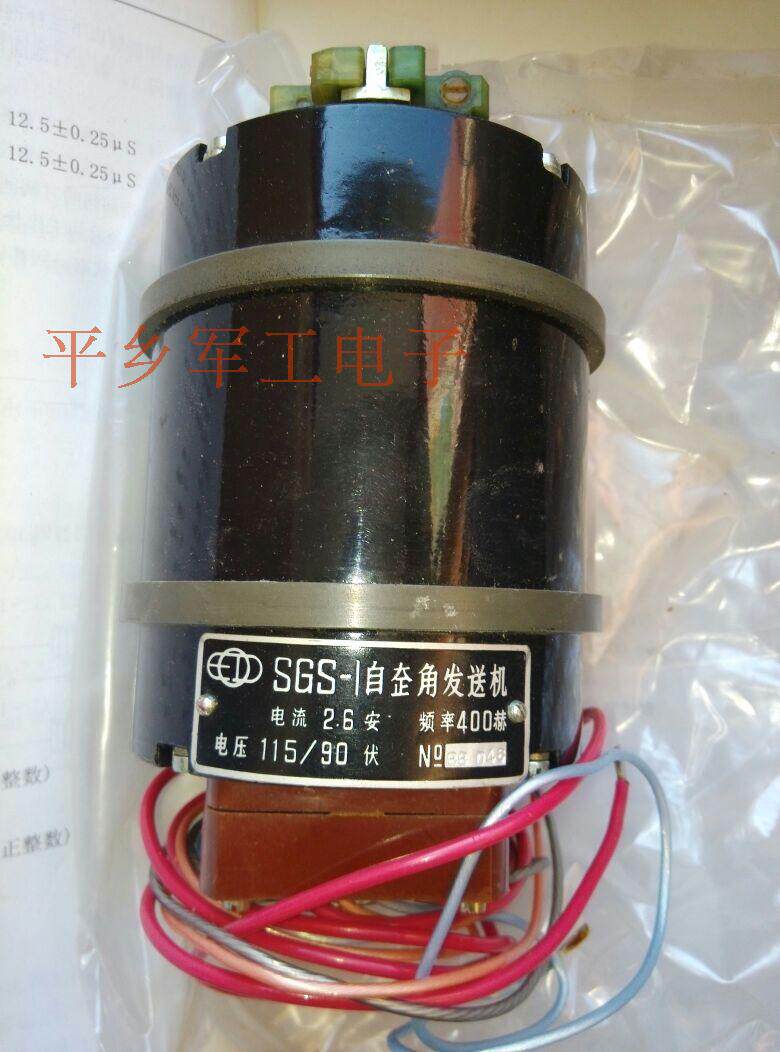 12.5±0.25μS
12.5±0.25μS
平乡军工电子
SGS-1自整角发送机
电流 2.6 安 频率400赫
电压 115/90 伏 №
整数)
正整数)